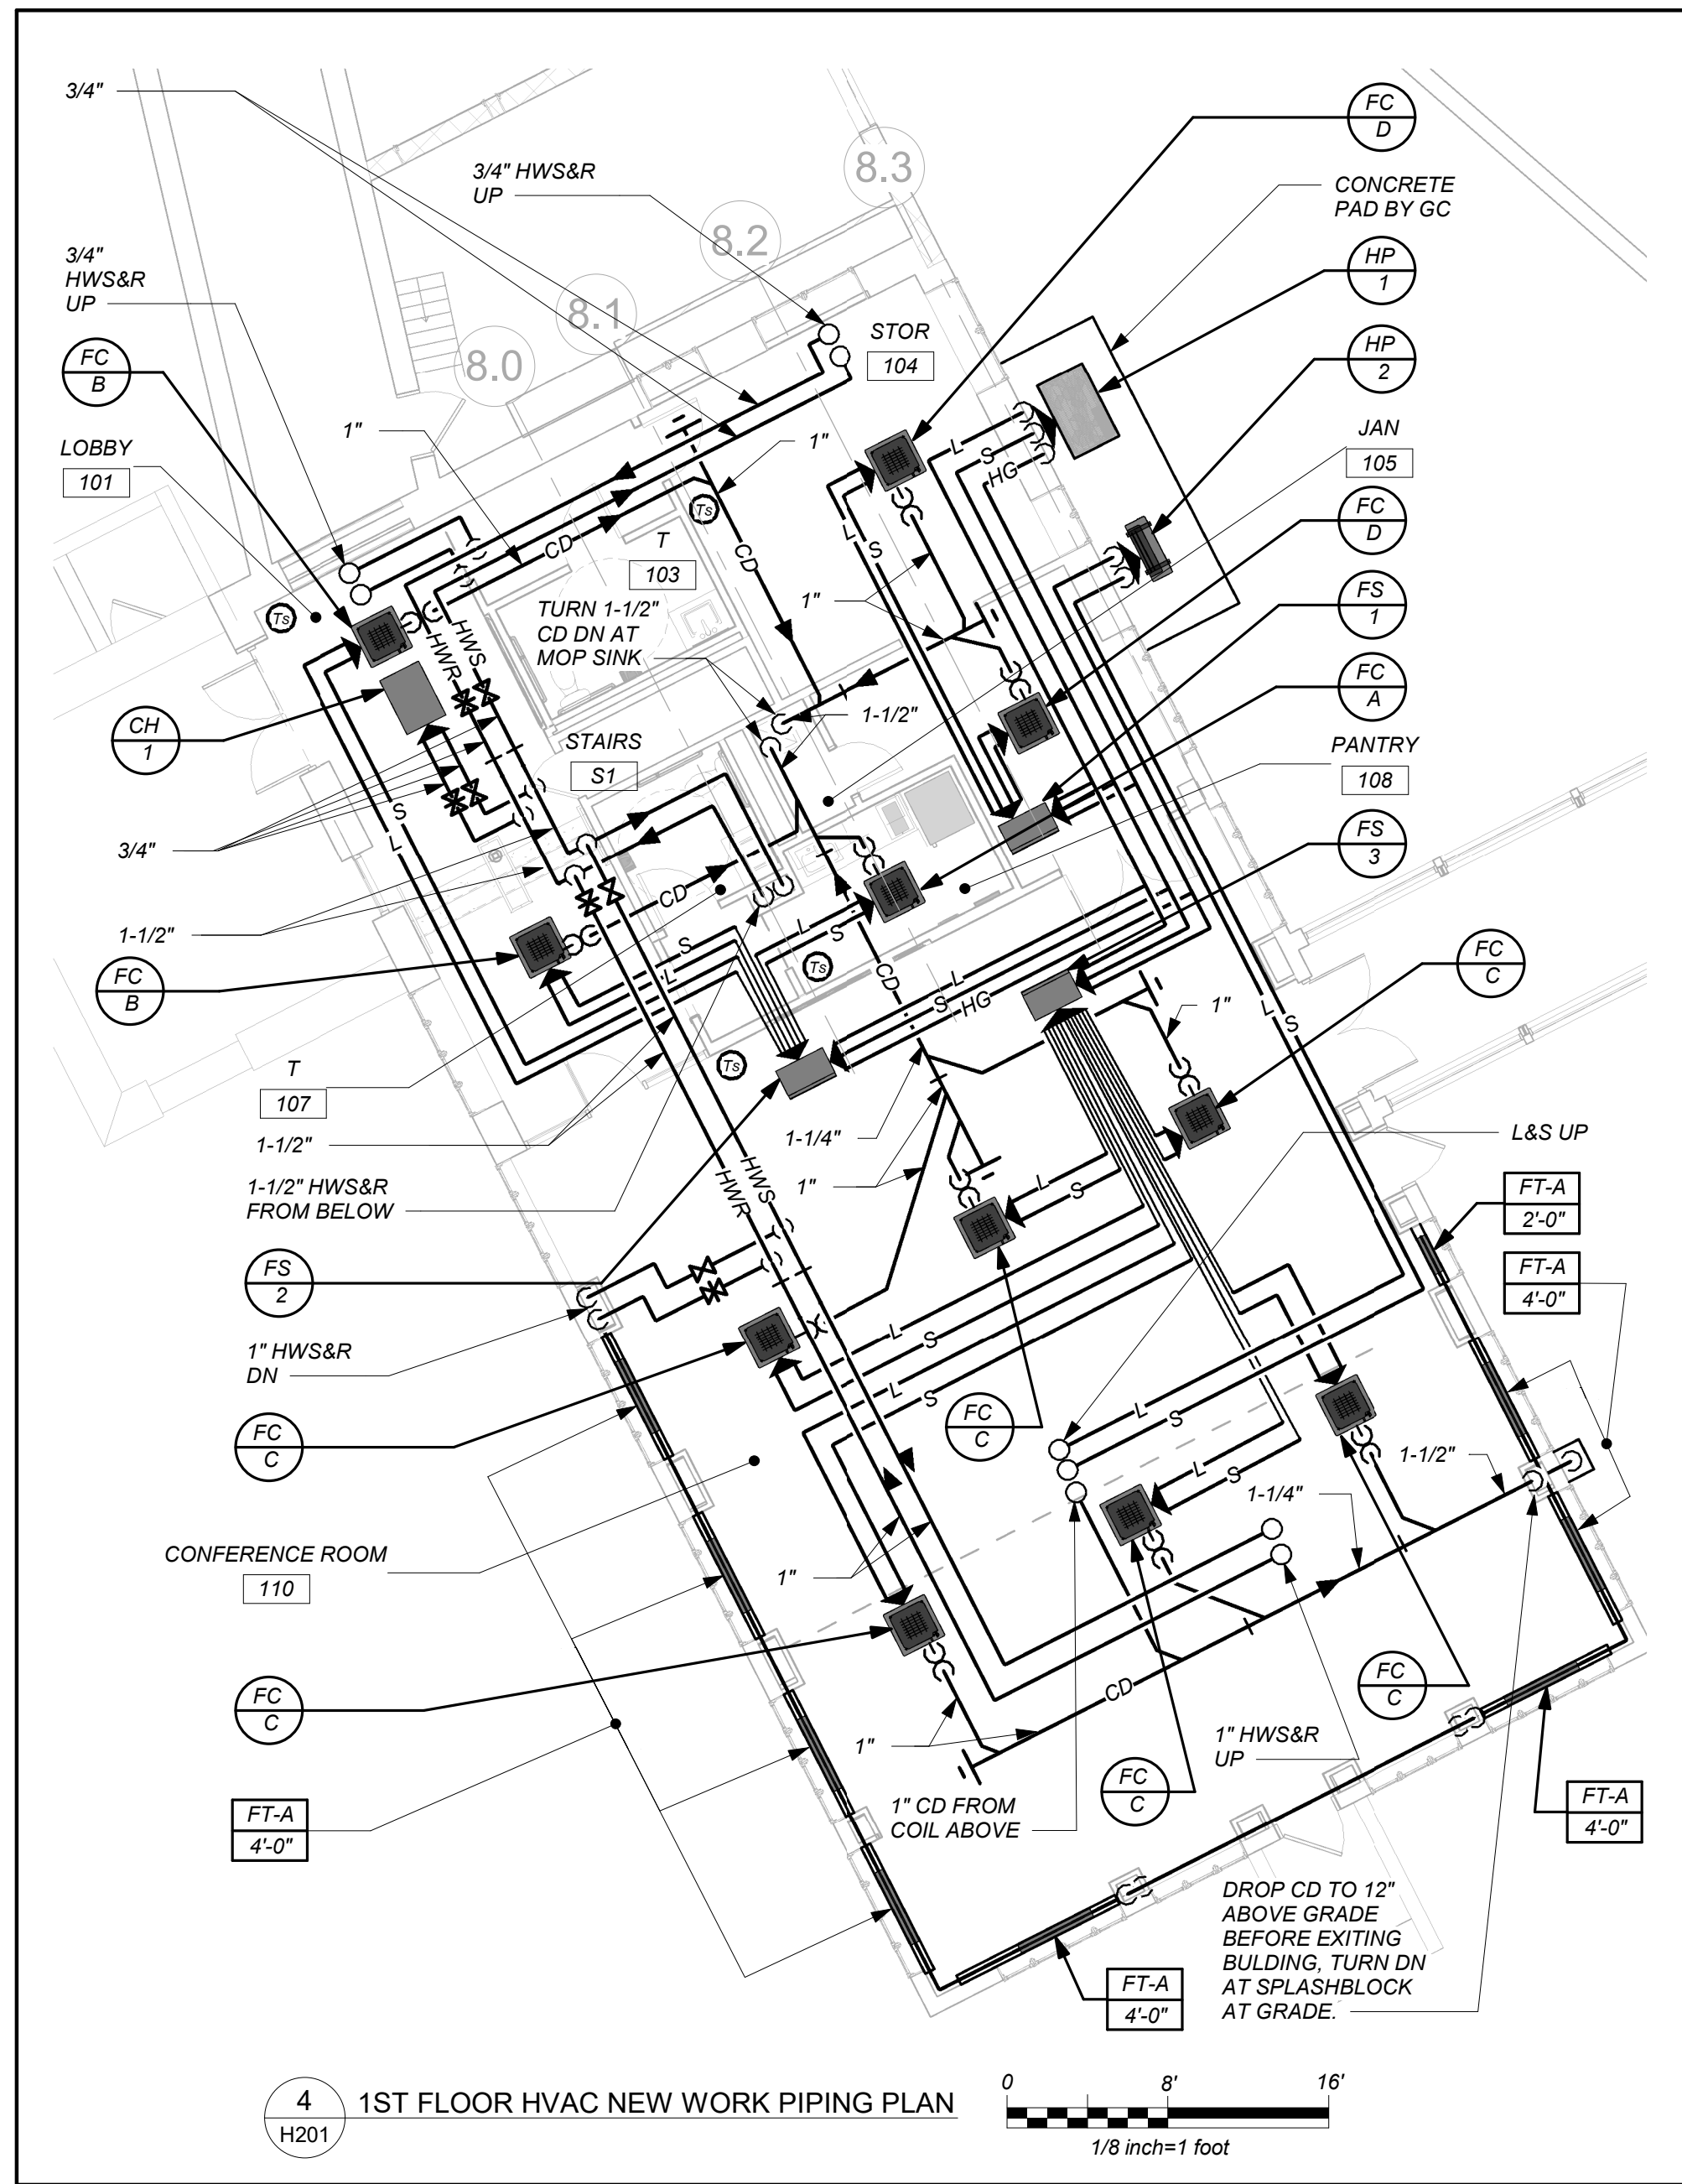 3/4"
FC
D
8.3
3/4" HWS&R
UP
CONCRETE
PAD BY GC
8.2
3/4"
HWS&R
UP
HP
1
8.1
STOR
104
HP
2
8.0
FC
B
1"
1"
JAN
105
LOBBY
101
L
S
HG
FC
D
Ts
T
103
CD
CD
L
S
TURN 1-1/2"
CD DN AT
MOP SINK
1"
FS
1
Ts
HWS
HWR
FC
A
CH
1
STAIRS
S1
1-1/2"
PANTRY
108
S
L
3/4"
FS
3
CD
1-1/2"
L
S
S
L
Ts
CD
FC
B
FC
C
L
S
HG
1"
L
S
Ts
T
107
1-1/2"
1-1/4"
L&S UP
1"
HWS
HWR
L
S
1-1/2" HWS&R
FROM BELOW
FT-A
2'-0"
FS
2
FT-A
4'-0"
L
S
1" HWS&R
DN
L
S
FC
C
L
S
FC
C
1-1/2"
L
S
1-1/4"
CONFERENCE ROOM
110
1"
FC
C
CD
FC
C
1"
1" HWS&R
UP
FC
C
1" CD FROM
COIL ABOVE
FT-A
4'-0"
FT-A
4'-0"
DROP CD TO 12"
ABOVE GRADE
BEFORE EXITING
BULDING, TURN DN
AT SPLASHBLOCK
AT GRADE.
FT-A
4'-0"
4
H201
1ST FLOOR HVAC NEW WORK PIPING PLAN
0 8' 16'
1/8 inch=1 foot